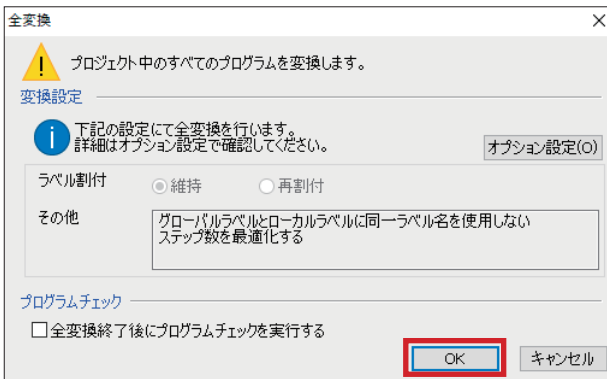 全変換
プロジェクト中のすべてのプログラムを変換します。
変換設定
下記の設定にて全変換を行います。
詳細はオプション設定で確認してください。
オプション設定(O)
ラベル割付
維持
再割付
その他
グローバルラベルとローカルラベルに同一ラベル名を使用しない
ステップ数を最適化する
プログラムチェック
全変換終了後にプログラムチェックを実行する
OK
キャンセル